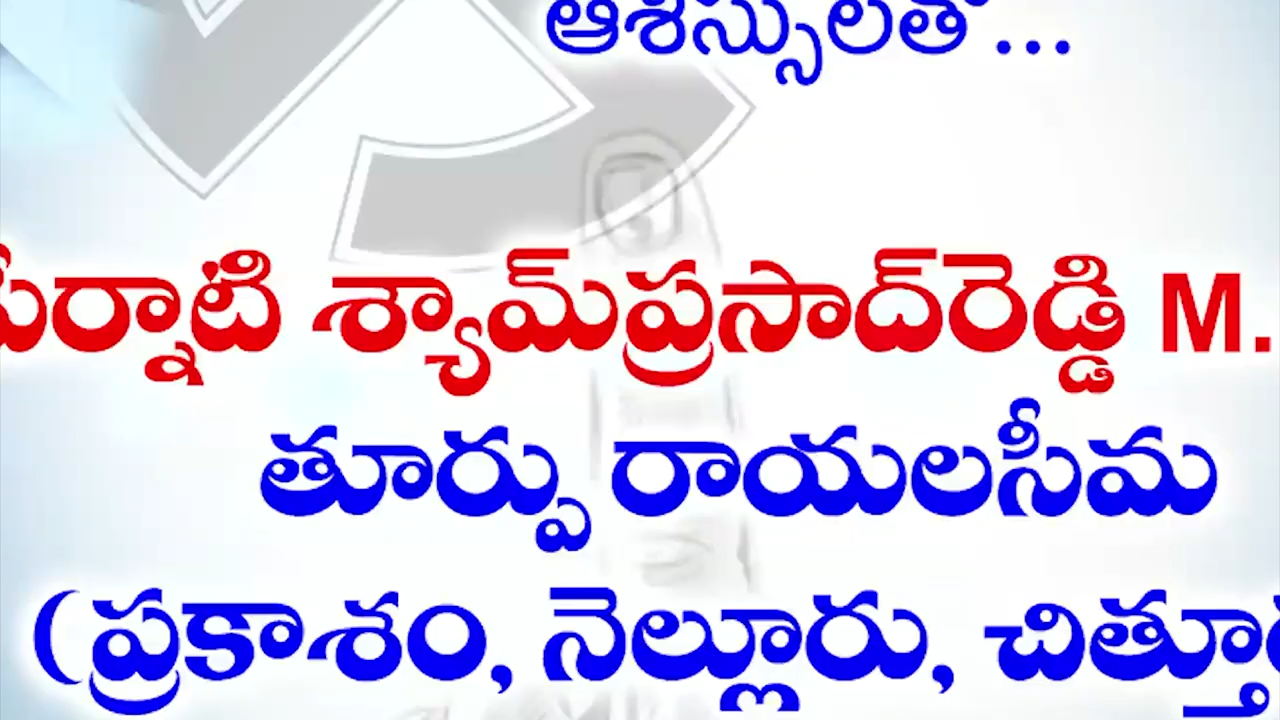 ఆశీస్సులతో...
పేర్నాటి శ్యామ్‌ప్రసాద్‌రెడ్డి M.
తూర్పు రాయలసీమ
(ప్రకాశం, నెల్లూరు, చిత్తూ